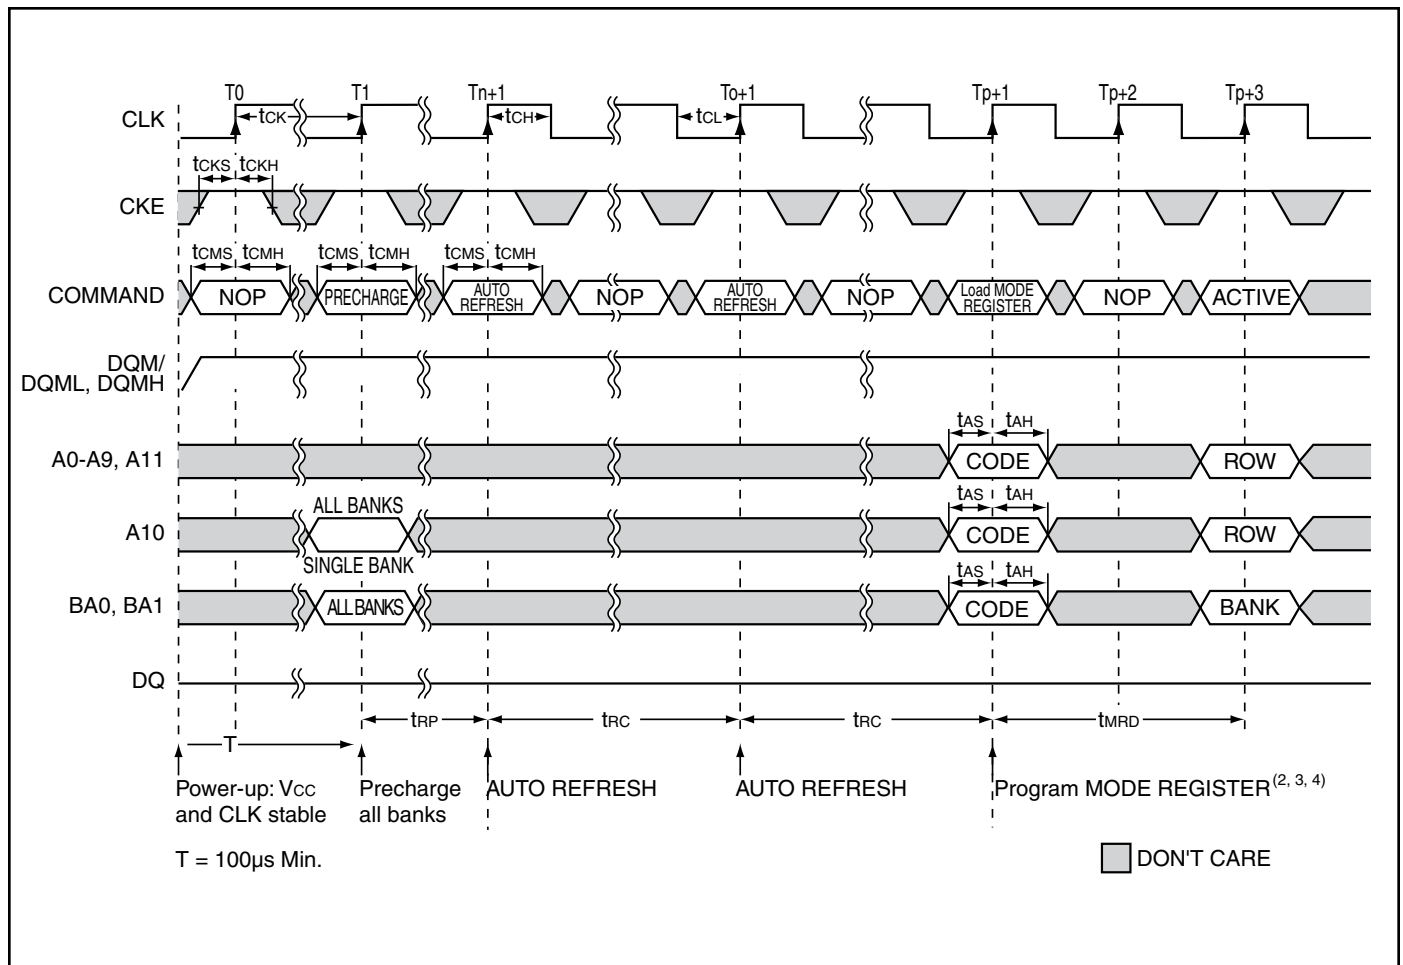 T0 T1 Tn+1 To+1 Tp+1 Tp+2 Tp+3
CLK tCK tCH tCL
tCKS tCKH
CKE
tCMS tCMH tCMS tCMH tCMS tCMH
COMMAND NOP PRECHARGE AUTO REFRESH NOP AUTO REFRESH NOP Load MODE REGISTER NOP ACTIVE
DQM/
DQML, DQMH
tAS tAH
A0-A9, A11 CODE ROW
ALL BANKS tAS tAH
A10 CODE ROW
SINGLE BANK tAS tAH
BA0, BA1 ALL BANKS CODE BANK
DQ
tRP tRC tRC tMRD
T
Power-up: VCC Precharge AUTO REFRESH AUTO REFRESH Program MODE REGISTER(2, 3, 4)
and CLK stable all banks
T = 100µs Min. DON'T CARE